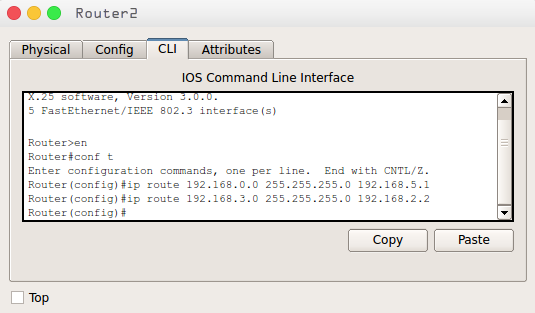 Router2
Physical Config CLI Attributes
IOS Command Line Interface
X.25 software, Version 3.0.0.
5 FastEthernet/IEEE 802.3 interface(s)
Router>en
Router#conf t
Enter configuration commands, one per line.  End with CNTL/Z.
Router(config)#ip route 192.168.0.0 255.255.255.0 192.168.5.1
Router(config)#ip route 192.168.3.0 255.255.255.0 192.168.2.2
Router(config)#
Copy Paste
Top